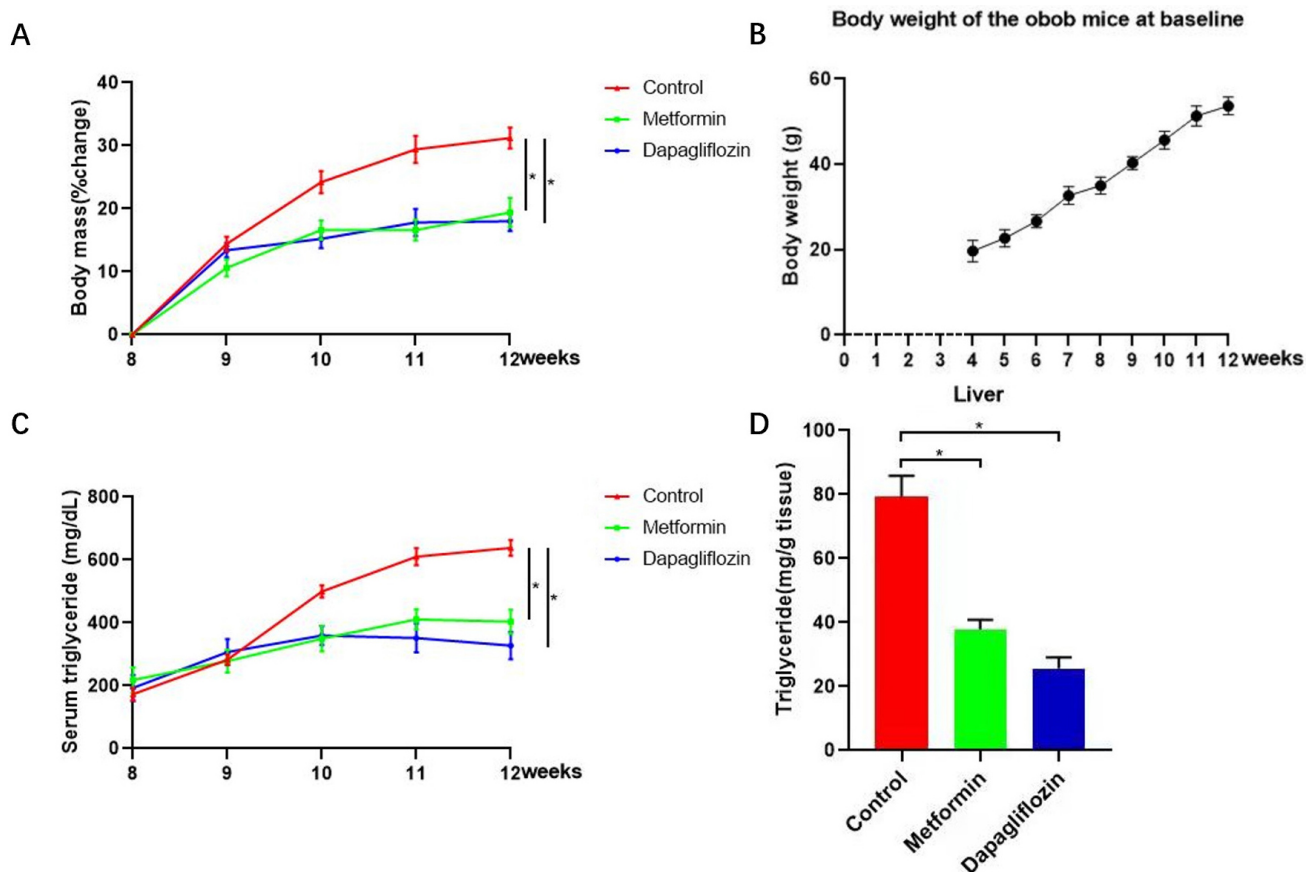 A
Body mass(%change)
40
30
20
10
0
8 9 10 11 12weeks
Control
Metformin
Dapagliflozin
*
*
B
Body weight of the obob mice at baseline
Body weight (g)
60
40
20
0
0 1 2 3 4 5 6 7 8 9 10 11 12 weeks
C
Serum triglyceride (mg/dL)
800
600
400
200
0
8 9 10 11 12weeks
Control
Metformin
Dapagliflozin
*
*
D
Liver
Triglyceride(mg/g tissue)
100
80
60
40
20
0
*
*
Control
Metformin
Dapagliflozin